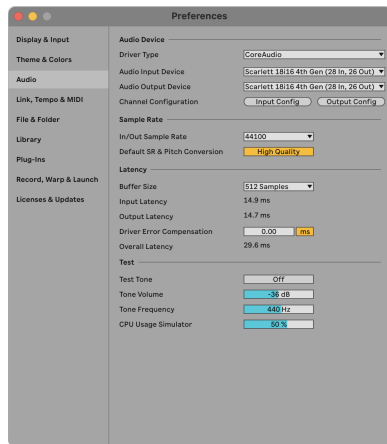 Preferences
Display & Input
Theme & Colors
Audio
Link, Tempo & MIDI
File & Folder
Library
Plug-Ins
Record, Warp & Launch
Licenses & Updates
Audio Device
Driver Type CoreAudio
Audio Input Device Scarlett 18i16 4th Gen (28 In, 26 Out)
Audio Output Device Scarlett 18i16 4th Gen (28 In, 26 Out)
Channel Configuration Input Config Output Config
Sample Rate
In/Out Sample Rate 44100
Default SR & Pitch Conversion High Quality
Latency
Buffer Size 512 Samples
Input Latency 14.9 ms
Output Latency 14.7 ms
Driver Error Compensation 0.00 ms
Overall Latency 29.6 ms
Test
Test Tone Off
Tone Volume -36 dB
Tone Frequency 440 Hz
CPU Usage Simulator 50 %